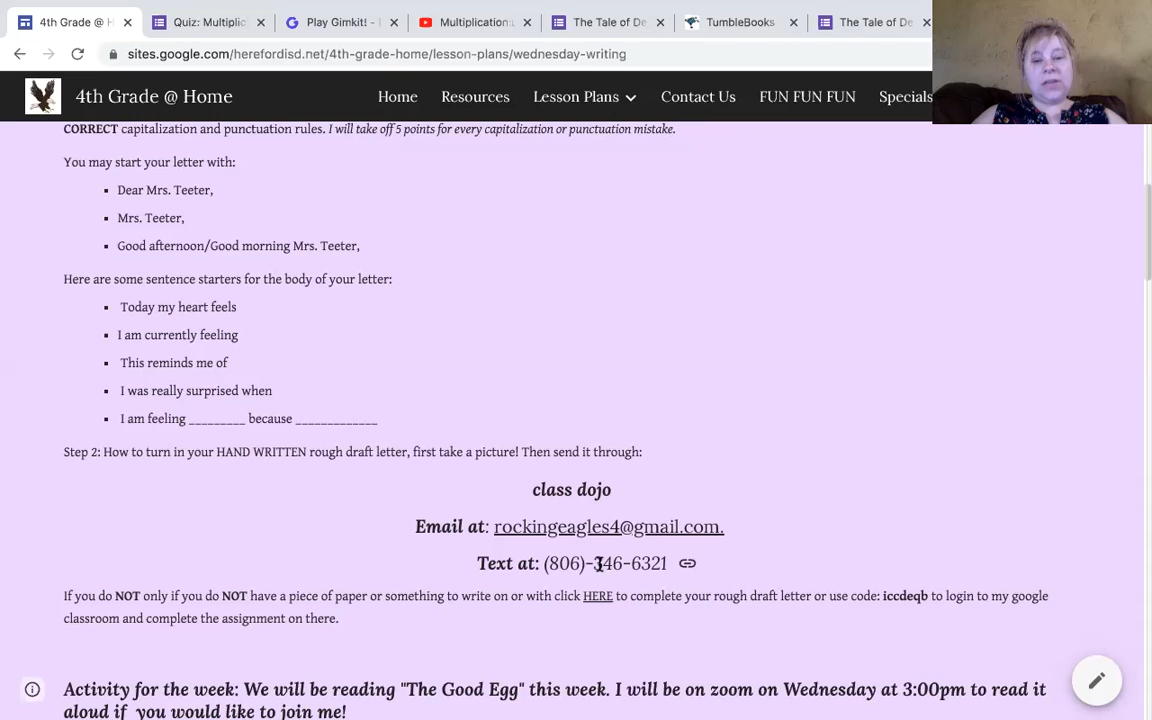 4th Grade @ Home
Quiz: Multiplic
Play Gimkit! -
Multiplication:
The Tale of De
TumbleBooks
The Tale of De
sites.google.com/herefordisd.net/4th-grade-home/lesson-plans/wednesday-writing
4th Grade @ Home
Home Resources Lesson Plans Contact Us FUN FUN FUN Specials
CORRECT capitalization and punctuation rules. I will take off 5 points for every capitalization or punctuation mistake.
You may start your letter with:
▪ Dear Mrs. Teeter,
▪ Mrs. Teeter,
▪ Good afternoon/Good morning Mrs. Teeter,
Here are some sentence starters for the body of your letter:
▪ Today my heart feels
▪ I am currently feeling
▪ This reminds me of
▪ I was really surprised when
▪ I am feeling _________ because _____________
Step 2: How to turn in your HAND WRITTEN rough draft letter, first take a picture! Then send it through:
class dojo
Email at: rockingeagles4@gmail.com.
Text at: (806)-346-6321
If you do NOT only if you do NOT have a piece of paper or something to write on or with click HERE to complete your rough draft letter or use code: iccdeqb to login to my google
classroom and complete the assignment on there.
Activity for the week: We will be reading "The Good Egg" this week. I will be on zoom on Wednesday at 3:00pm to read it
aloud if you would like to join me!